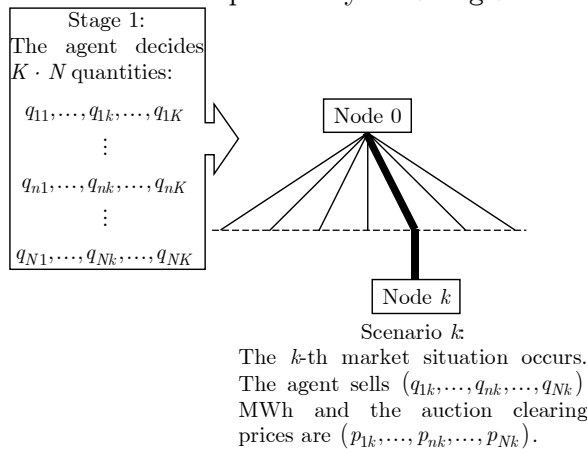 Stage 1:
The agent decides
K · N quantities:
q11,…,q1k,…,q1K
⋮
qn1,…,qnk,…,qnK
⋮
qN1,…,qNk,…,qNK
Node 0
Node k
Scenario k:
The k-th market situation occurs.
The agent sells (q1k,…,qnk,…,qNk)
MWh and the auction clearing
prices are (p1k,…,pnk,…,pNk).